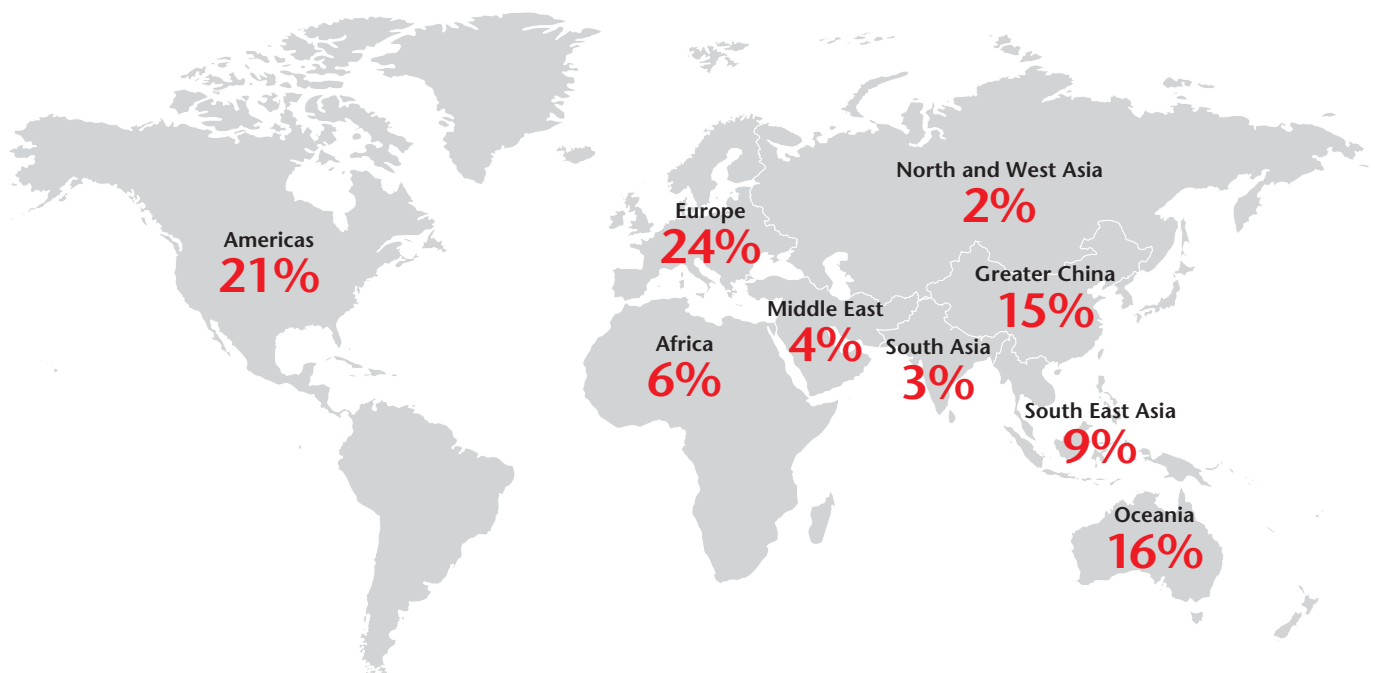 North and West Asia
2%
Europe
24%
Americas
21%
Greater China
15%
Middle East
4%
Africa
6%
South Asia
3%
South East Asia
9%
Oceania
16%